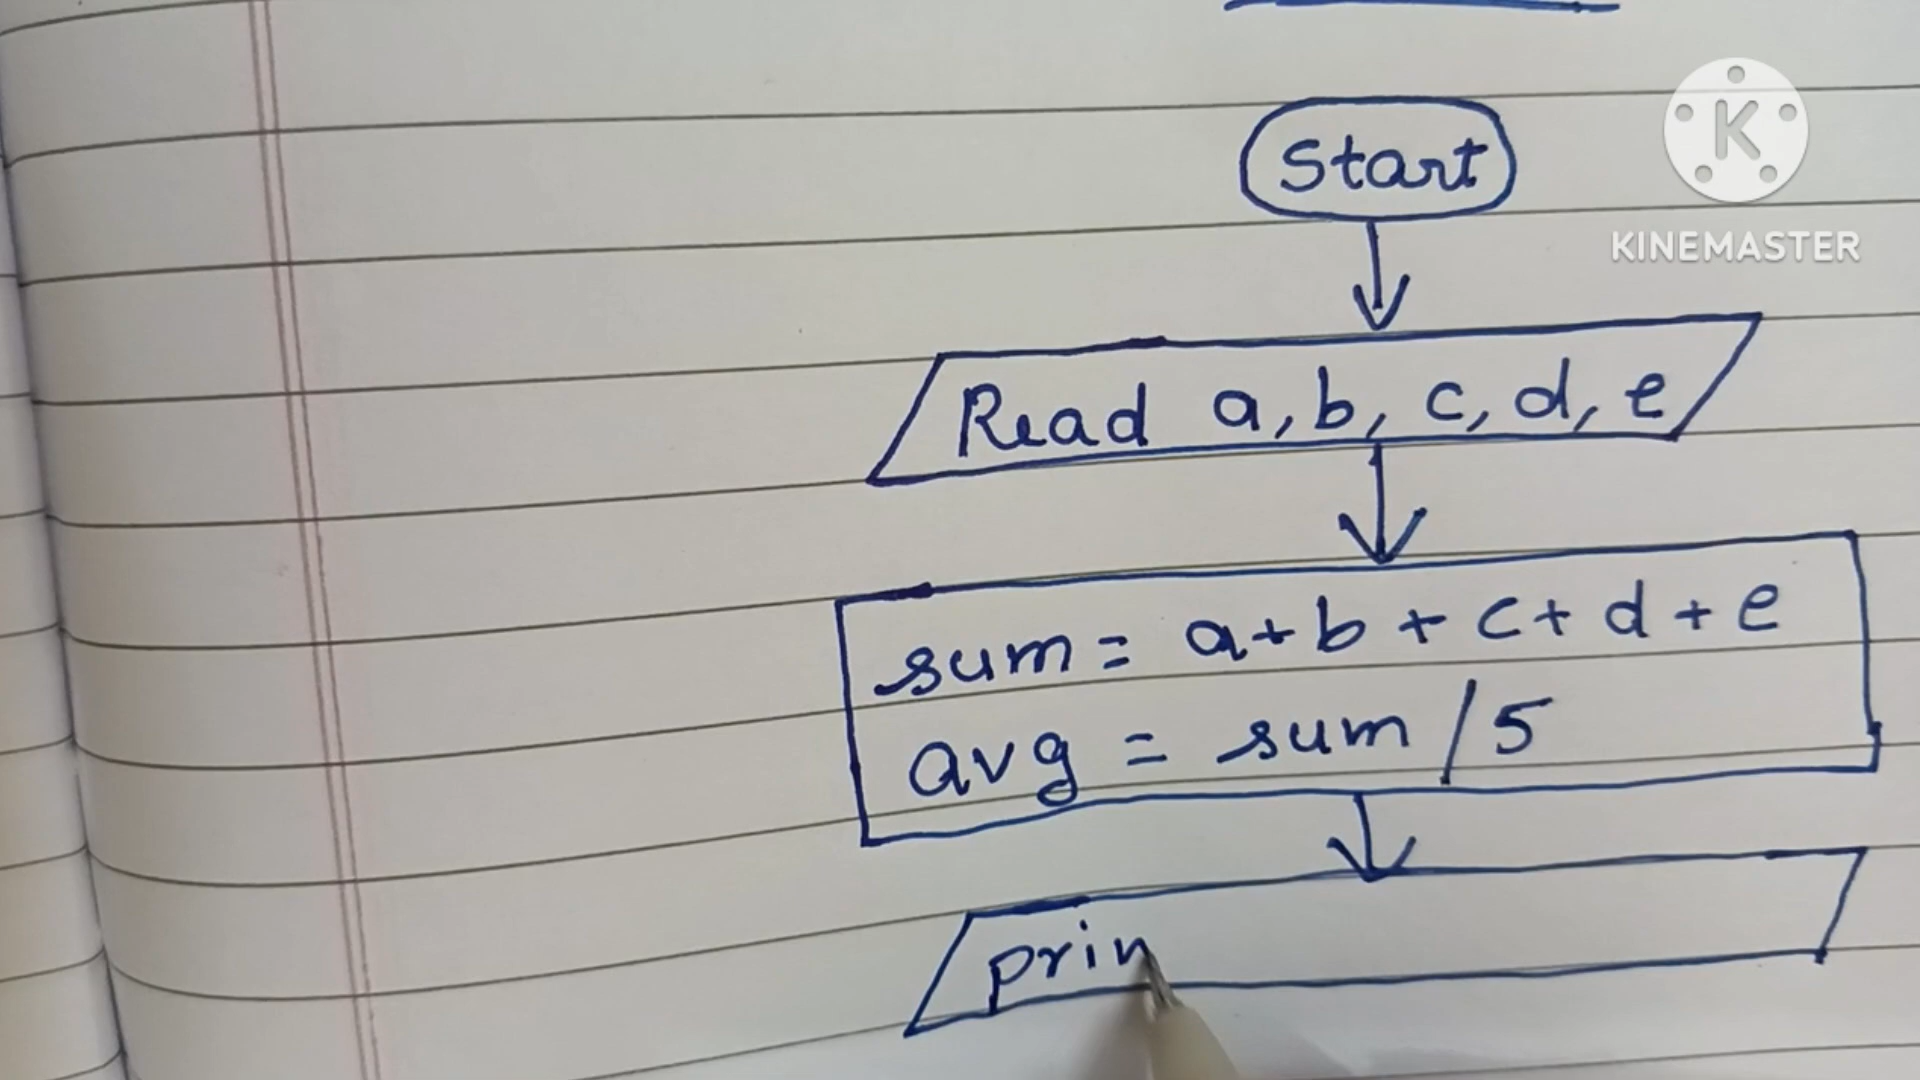 Start
K
KINEMASTER
Read a, b, c, d, e
sum = a + b + c + d + e
avg = sum / 5
prin